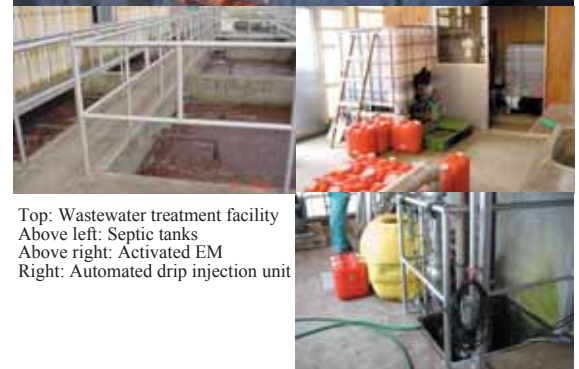 Top: Wastewater treatment facility
Above left: Septic tanks
Above right: Activated EM
Right: Automated drip injection unit